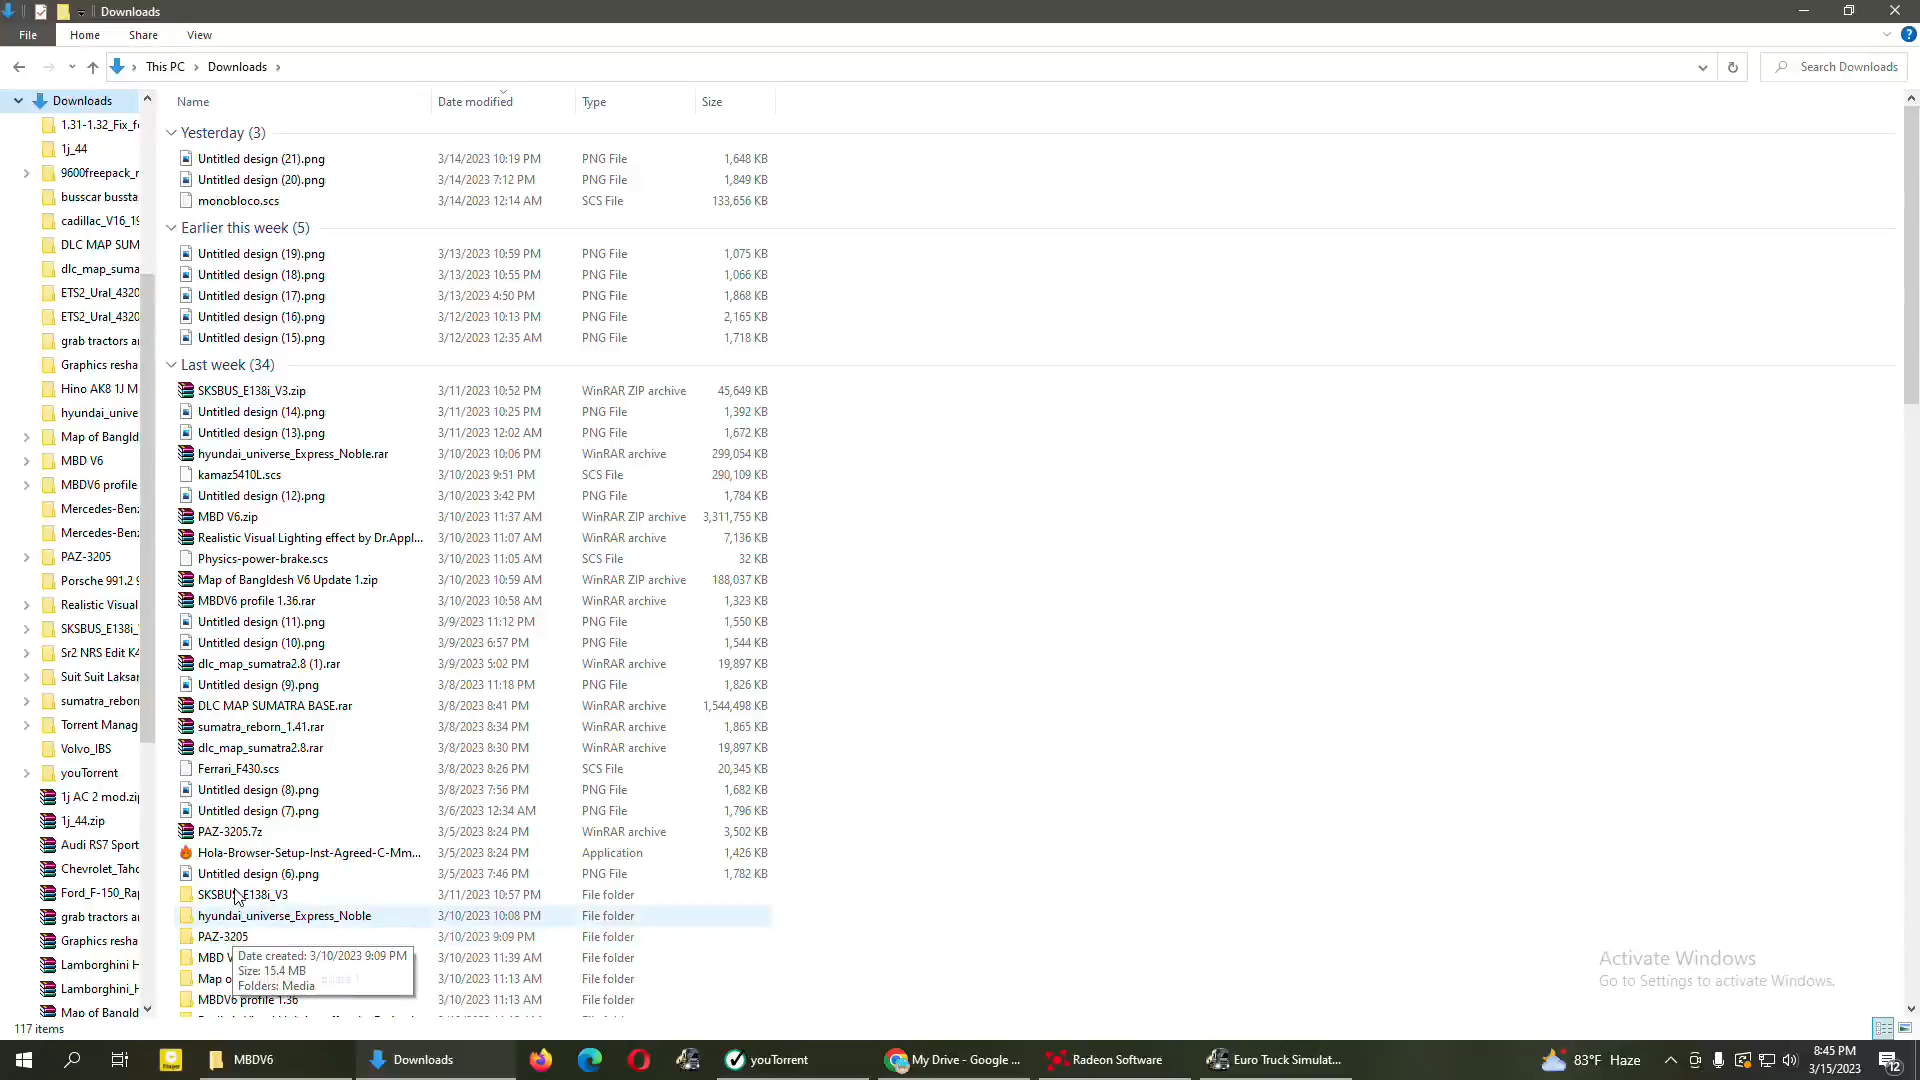 Downloads
File Home Share View
This PC Downloads Search Downloads
Name Date modified Type Size
Downloads
1.31-1.32_Fix_f
1j_44
9600freepack_r
busscar bussta
cadillac_V16_19
DLC MAP SUM
dlc_map_suma
ETS2_Ural_4320
ETS2_Ural_4320
grab tractors a
Graphics resha
Hino AK8 1J M
hyundai_unive
Map of Bangld
MBD V6
MBDV6 profile
Mercedes-Benz
Mercedes-Benz
PAZ-3205
Porsche 991.2 9
Realistic Visual
SKSBUS_E138i_
Sr2 NRS Edit K4
Suit Suit Laksar
sumatra_reborn
Torrent Manag
Volvo_IBS
youTorrent
1j AC 2 mod.zip
1j_44.zip
Audi RS7 Sport
Chevrolet_Taho
Ford_F-150_Rap
grab tractors a
Graphics resha
Lamborghini H
Lamborghini_H
Map of Bangld
Yesterday (3)
Untitled design (21).png 3/14/2023 10:19 PM PNG File 1,648 KB
Untitled design (20).png 3/14/2023 7:12 PM PNG File 1,849 KB
monobloco.scs 3/14/2023 12:14 AM SCS File 133,656 KB
Earlier this week (5)
Untitled design (19).png 3/13/2023 10:59 PM PNG File 1,075 KB
Untitled design (18).png 3/13/2023 10:55 PM PNG File 1,066 KB
Untitled design (17).png 3/13/2023 4:50 PM PNG File 1,868 KB
Untitled design (16).png 3/12/2023 10:13 PM PNG File 2,165 KB
Untitled design (15).png 3/12/2023 12:35 AM PNG File 1,718 KB
Last week (34)
SKSBUS_E138i_V3.zip 3/11/2023 10:52 PM WinRAR ZIP archive 45,649 KB
Untitled design (14).png 3/11/2023 10:25 PM PNG File 1,392 KB
Untitled design (13).png 3/11/2023 12:02 AM PNG File 1,672 KB
hyundai_universe_Express_Noble.rar 3/10/2023 10:06 PM WinRAR archive 299,054 KB
kamaz5410L.scs 3/10/2023 9:51 PM SCS File 290,109 KB
Untitled design (12).png 3/10/2023 3:42 PM PNG File 1,784 KB
MBD V6.zip 3/10/2023 11:37 AM WinRAR ZIP archive 3,311,755 KB
Realistic Visual Lighting effect by Dr.Appl... 3/10/2023 11:07 AM WinRAR archive 7,136 KB
Physics-power-brake.scs 3/10/2023 11:05 AM SCS File 32 KB
Map of Bangldesh V6 Update 1.zip 3/10/2023 10:59 AM WinRAR ZIP archive 188,037 KB
MBDV6 profile 1.36.rar 3/10/2023 10:58 AM WinRAR archive 1,323 KB
Untitled design (11).png 3/9/2023 11:12 PM PNG File 1,550 KB
Untitled design (10).png 3/9/2023 6:57 PM PNG File 1,544 KB
dlc_map_sumatra2.8 (1).rar 3/9/2023 5:02 PM WinRAR archive 19,897 KB
Untitled design (9).png 3/8/2023 11:18 PM PNG File 1,826 KB
DLC MAP SUMATRA BASE.rar 3/8/2023 8:41 PM WinRAR archive 1,544,498 KB
sumatra_reborn_1.41.rar 3/8/2023 8:34 PM WinRAR archive 1,865 KB
dlc_map_sumatra2.8.rar 3/8/2023 8:30 PM WinRAR archive 19,897 KB
Ferrari_F430.scs 3/8/2023 8:26 PM SCS File 20,345 KB
Untitled design (8).png 3/8/2023 7:56 PM PNG File 1,682 KB
Untitled design (7).png 3/6/2023 12:34 AM PNG File 1,796 KB
PAZ-3205.7z 3/5/2023 8:24 PM WinRAR archive 3,502 KB
Hola-Browser-Setup-Inst-Agreed-C-Mm... 3/5/2023 8:24 PM Application 1,426 KB
Untitled design (6).png 3/5/2023 7:46 PM PNG File 1,782 KB
SKSBUS_E138i_V3 3/11/2023 10:57 PM File folder
hyundai_universe_Express_Noble 3/10/2023 10:08 PM File folder
PAZ-3205 3/10/2023 9:09 PM File folder
MBD V 3/10/2023 11:39 AM File folder
Map o 3/10/2023 11:13 AM File folder
MBDV6 profile 1.36 3/10/2023 11:13 AM File folder
Date created: 3/10/2023 9:09 PM
Size: 15.4 MB
Folders: Media
Activate Windows
Go to Settings to activate Windows.
117 items
MBDV6 Downloads youTorrent My Drive - Google ... Radeon Software Euro Truck Simulat... 83°F Haze 8:45 PM
3/15/2023
12